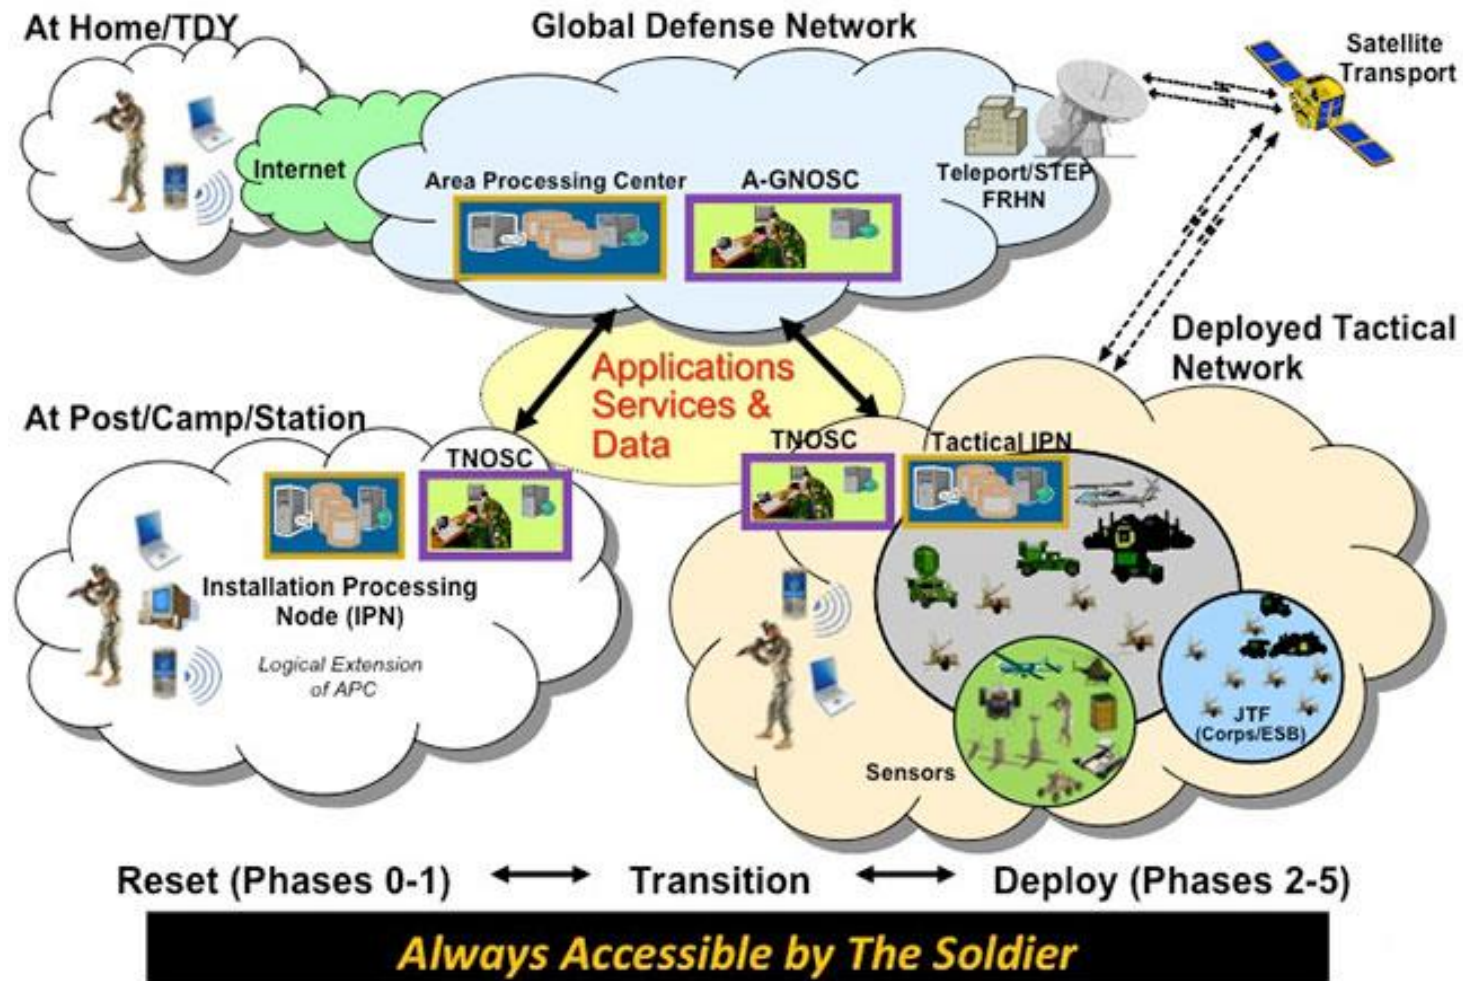 At Home/TDY
Global Defense Network
Satellite
Transport
Internet
Area Processing Center
A-GNOSC
Teleport/STEP
FRHN
Deployed Tactical
Network
Applications
Services &
Data
At Post/Camp/Station
TNOSC
TNOSC
Tactical IPN
Installation Processing
Node (IPN)
Logical Extension
of APC
JTF
(Corps/ESB)
Sensors
Reset (Phases 0-1)
Transition
Deploy (Phases 2-5)
Always Accessible by The Soldier